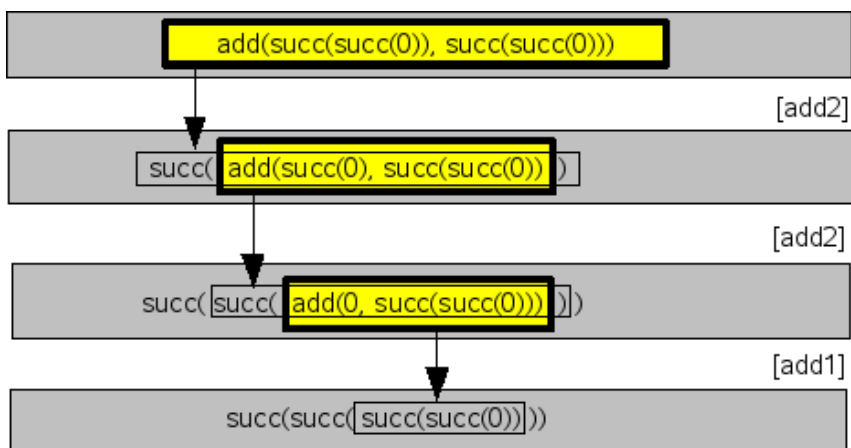 add(succ(succ(0)), succ(succ(0)))
[add2]
succ( add(succ(0), succ(succ(0)) )
[add2]
succ( succ( add(0, succ(succ(0))) ) )
[add1]
succ(succ( succ(succ(0)) ))